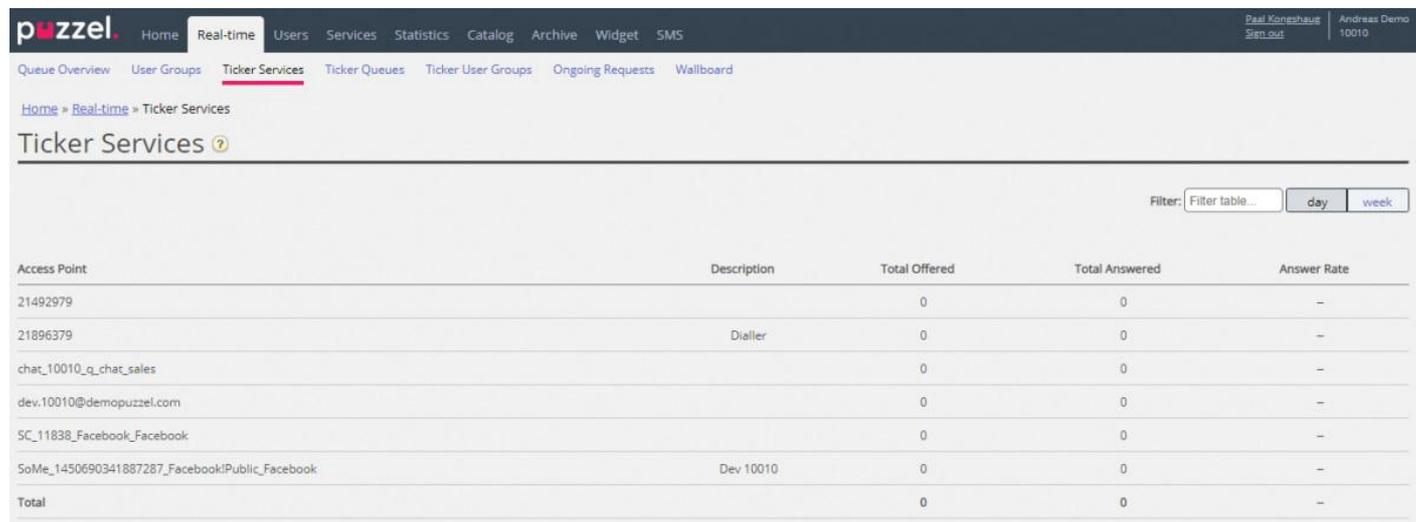 puzzel. Home Real-time Users Services Statistics Catalog Archive Widget SMS Paal Kongshaug Andreas Demo
Sign out 10010
Queue Overview User Groups Ticker Services Ticker Queues Ticker User Groups Ongoing Requests Wallboard
Home » Real-time » Ticker Services
Ticker Services ?
Filter: Filter table... day week
Access Point Description Total Offered Total Answered Answer Rate
21492979 0 0 –
21896379 Dialler 0 0 –
chat_10010_q_chat_sales 0 0 –
dev.10010@demopuzzel.com 0 0 –
SC_11838_Facebook_Facebook 0 0 –
SoMe_1450690341887287_Facebook!Public_Facebook Dev 10010 0 0 –
Total 0 0 –